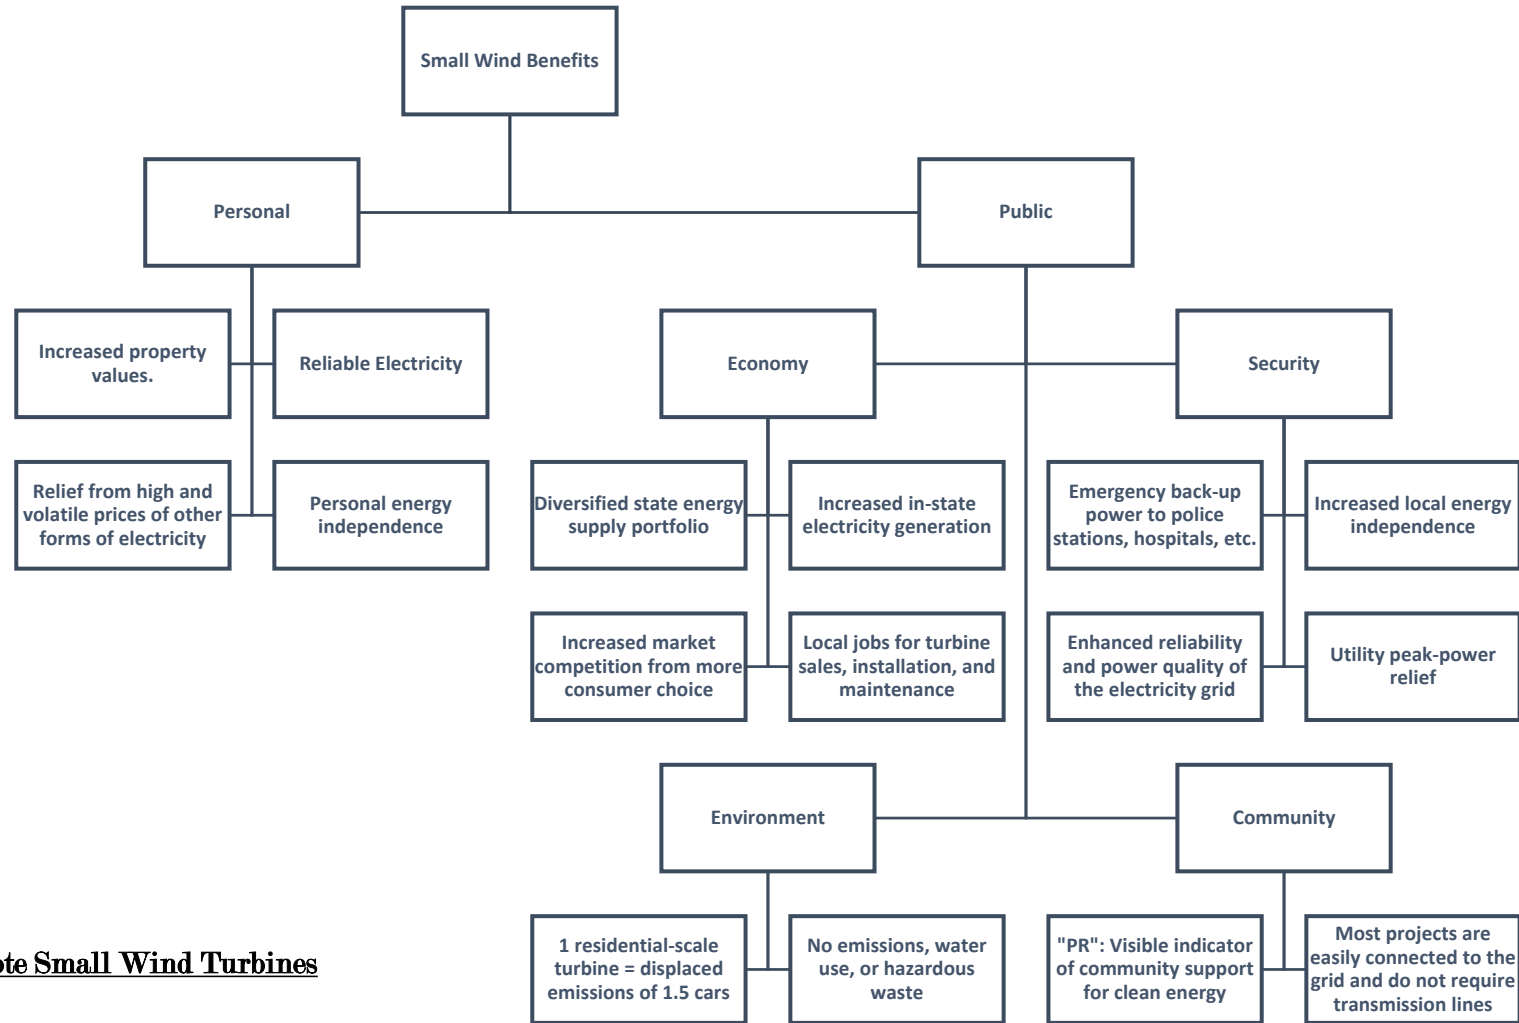 Small Wind Benefits
Personal
Public
Increased property
values.
Reliable Electricity
Economy
Security
Relief from high and
volatile prices of other
forms of electricity
Personal energy
independence
Diversified state energy
supply portfolio
Increased in-state
electricity generation
Emergency back-up
power to police
stations, hospitals, etc.
Increased local energy
independence
Increased market
competition from more
consumer choice
Local jobs for turbine
sales, installation, and
maintenance
Enhanced reliability
and power quality of
the electricity grid
Utility peak-power
relief
Environment
Community
1 residential-scale
turbine = displaced
emissions of 1.5 cars
No emissions, water
use, or hazardous
waste
"PR": Visible indicator
of community support
for clean energy
Most projects are
easily connected to the
grid and do not require
transmission lines
Small Wind Turbines